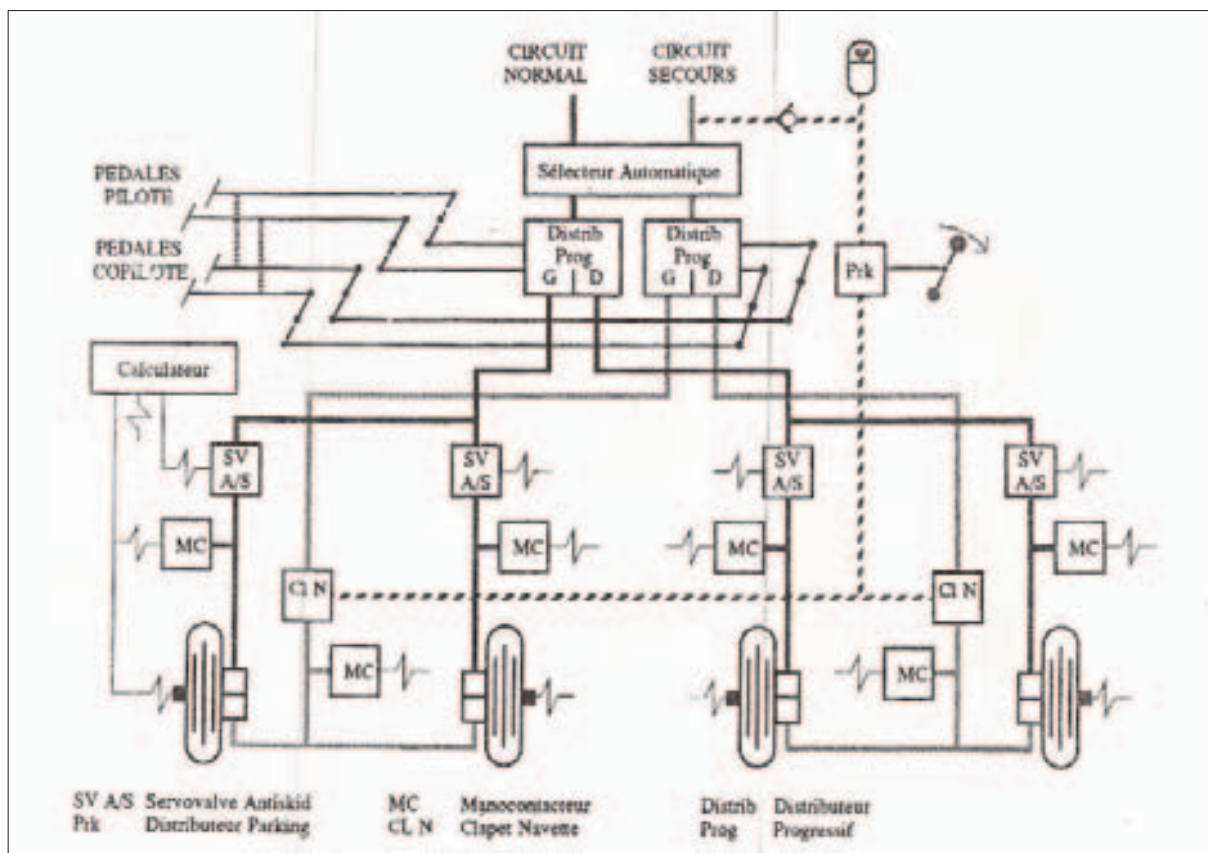 CIRCUIT
NORMAL
CIRCUIT
SECOURS
Sélecteur Automatique
PEDALES
PILOTE
PEDALES
COPILOTE
Distrib
Prog
G D
Distrib
Prog
G D
Prk
Calculateur
SV
A/S
SV
A/S
SV
A/S
SV
A/S
MC
MC
MC
MC
Cl N
Cl N
MC
MC
SV A/S Servovalve Antiskid
Prk Distributeur Parking
MC Manocontacteur
CL N Clapet Navette
Distrib Distributeur
Prog Progressif